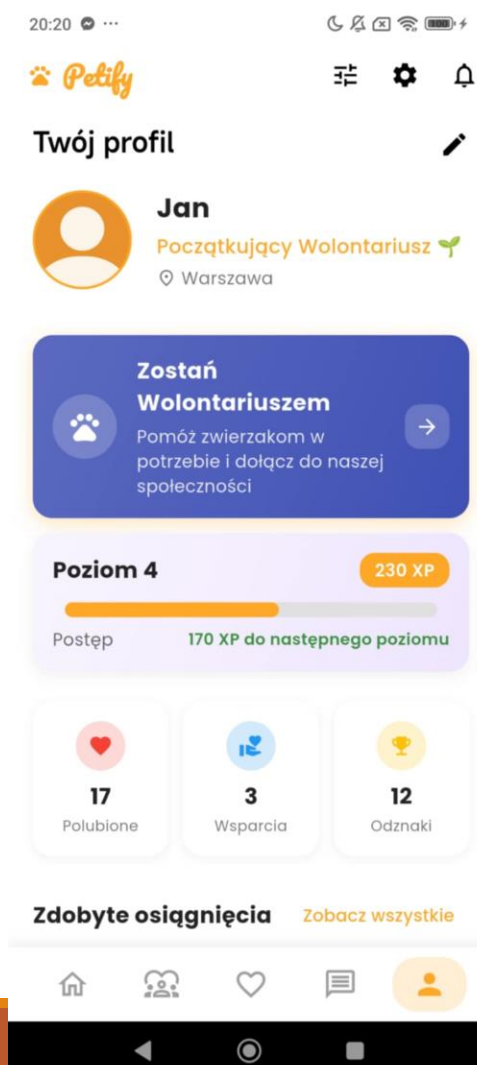 20:20
Petify
Twój profil
Jan
Początkujący Wolontariusz
Warszawa
Zostań
Wolontariuszem
Pomóż zwierzakom w
potrzebie i dołącz do naszej
społeczności
Poziom 4
230 XP
Postęp
170 XP do następnego poziomu
17
Polubione
3
Wsparcia
12
Odznaki
Zdobyte osiągnięcia
Zobacz wszystkie